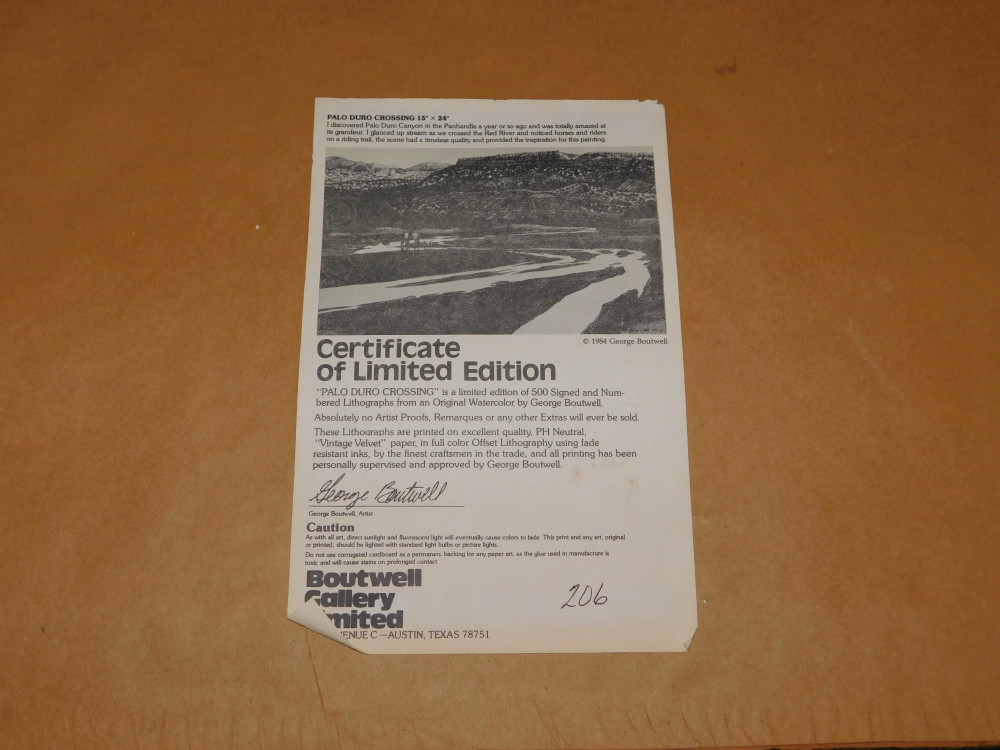 PALO DURO CROSSING 15" × 24"
I discovered Palo Duro Canyon in the Panhandle a year or so ago and was totally amazed at
its grandeur. I glanced up stream as we crossed the Red River and noticed horses and riders
on a riding trail, the scene had a timeless quality and provided the inspiration for this painting.
© 1984 George Boutwell
Certificate
of Limited Edition
"PALO DURO CROSSING" is a limited edition of 500 Signed and Num-
bered Lithographs from an Original Watercolor by George Boutwell.
Absolutely no Artist Proofs, Remarques or any other Extras will ever be sold.
These Lithographs are printed on excellent quality, PH Neutral,
"Vintage Velvet" paper, in full color Offset Lithography using fade
resistant inks, by the finest craftsmen in the trade, and all printing has been
personally supervised and approved by George Boutwell.
George Boutwell
George Boutwell, Artist
Caution
As with all art, direct sunlight and fluorescent light will eventually cause colors to fade. This print and any art, original
or printed, should be lighted with standard light bulbs or picture lights.
Do not use corrugated cardboard as a permanent backing for any paper art, as the glue used in manufacture is
toxic and will cause stains on prolonged contact.
Boutwell
Gallery
imited
206
ENUE C—AUSTIN, TEXAS 78751